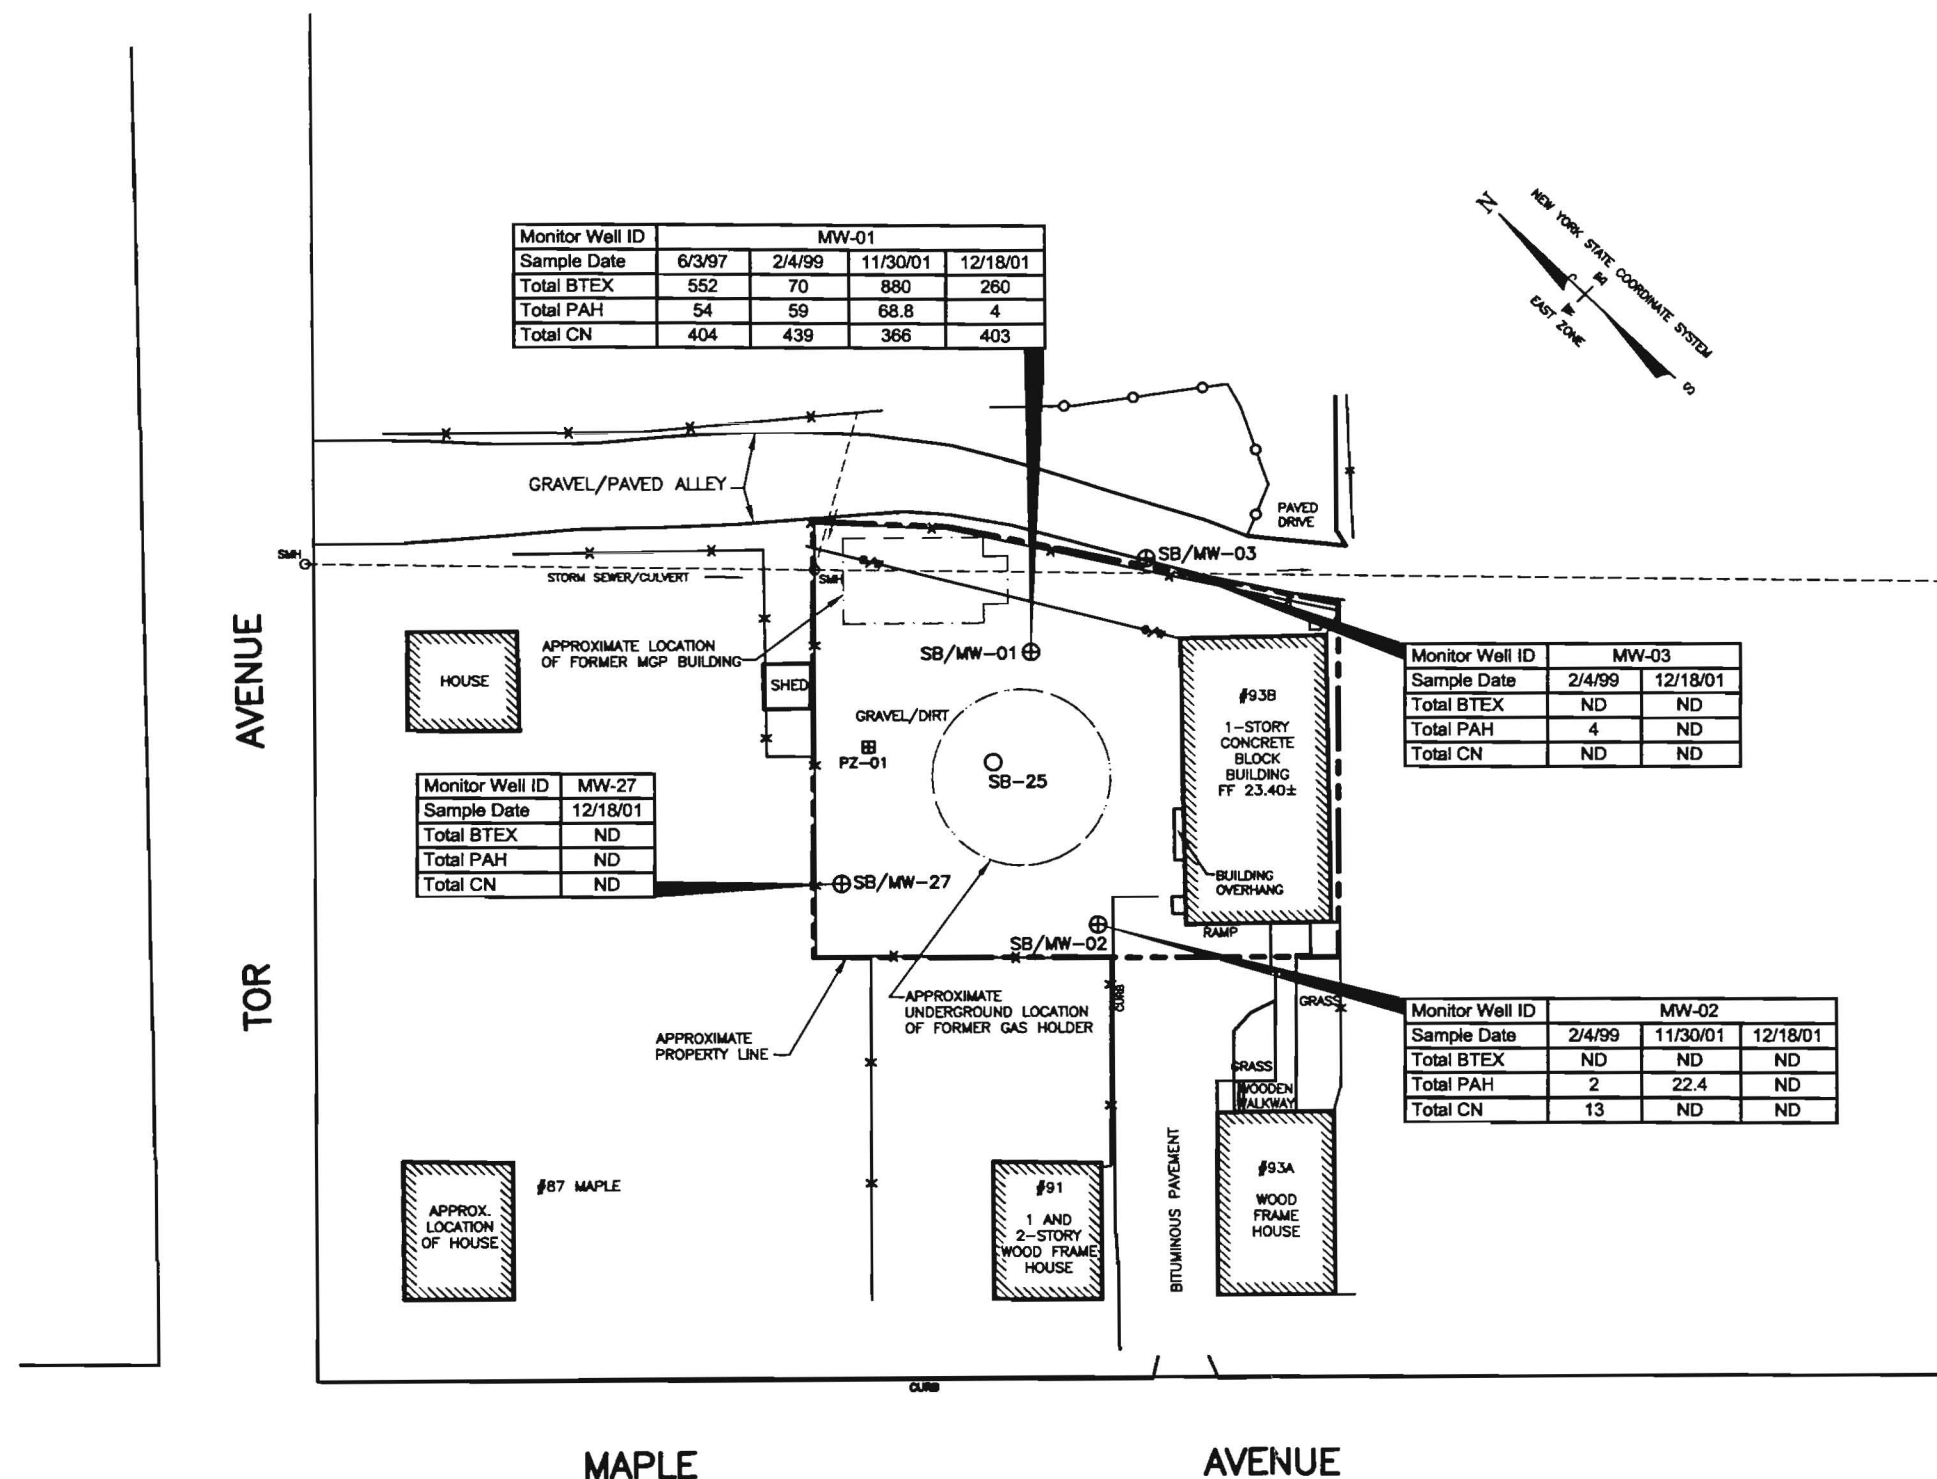 Monitor Well ID MW-01
Sample Date 6/3/97 2/4/99 11/30/01 12/18/01
Total BTEX 552 70 880 260
Total PAH 54 59 68.8 4
Total CN 404 439 366 403
N
NEW YORK STATE COORDINATE SYSTEM
EAST ZONE
S
GRAVEL/PAVED ALLEY
PAVED
DRIVE
SMH
STORM SEWER/CULVERT
SMH
SB/MW-03
APPROXIMATE LOCATION
OF FORMER MGP BUILDING
SB/MW-01
HOUSE
SHED
GRAVEL/DIRT
PZ-01
SB-25
#93B
1-STORY
CONCRETE
BLOCK
BUILDING
FF 23.40±
Monitor Well ID MW-03
Sample Date 2/4/99 12/18/01
Total BTEX ND ND
Total PAH 4 ND
Total CN ND ND
Monitor Well ID MW-27
Sample Date 12/18/01
Total BTEX ND
Total PAH ND
Total CN ND
SB/MW-27
BUILDING
OVERHANG
RAMP
SB/MW-02
APPROXIMATE
UNDERGROUND LOCATION
OF FORMER GAS HOLDER
CURB
GRASS
APPROXIMATE
PROPERTY LINE
Monitor Well ID MW-02
Sample Date 2/4/99 11/30/01 12/18/01
Total BTEX ND ND ND
Total PAH 2 22.4 ND
Total CN 13 ND ND
GRASS
WOODEN
WALKWAY
#87 MAPLE
APPROX.
LOCATION
OF HOUSE
#91
1 AND
2-STORY
WOOD FRAME
HOUSE
BITUMINOUS PAVEMENT
#93A
WOOD
FRAME
HOUSE
TOR AVENUE
CURB
MAPLE AVENUE